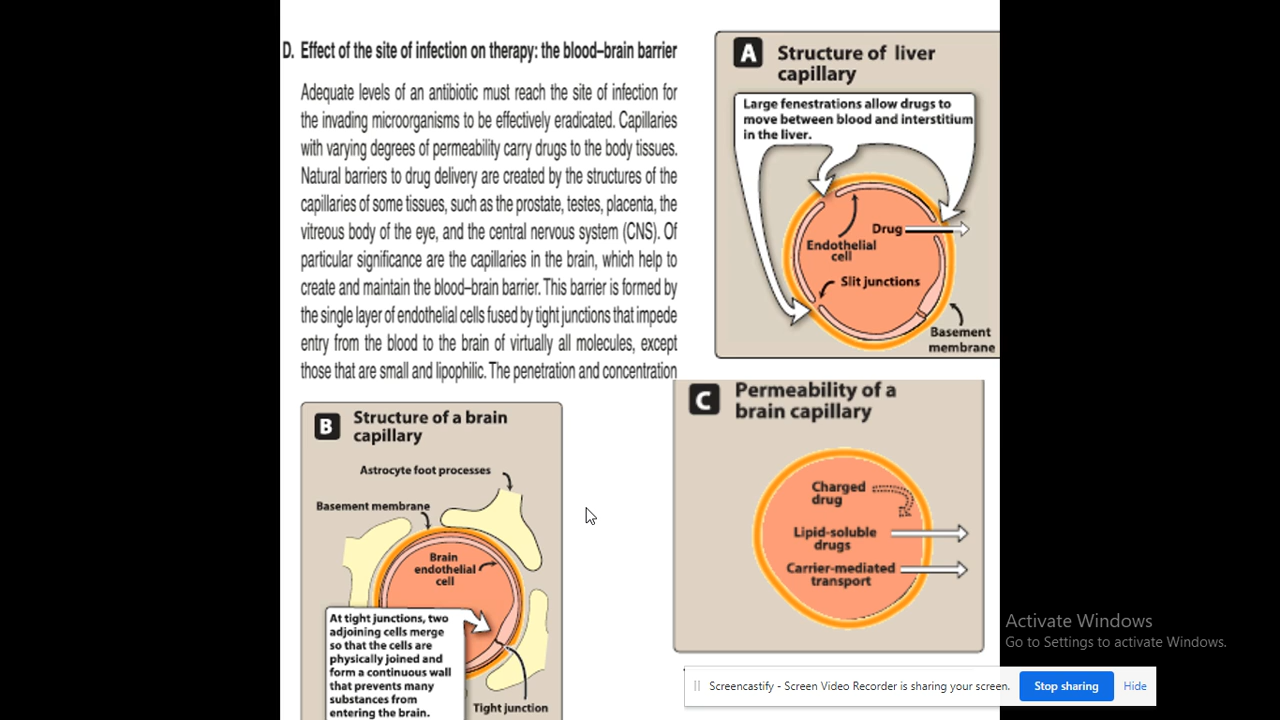 D. Effect of the site of infection on therapy: the blood–brain barrier
Adequate levels of an antibiotic must reach the site of infection for
the invading microorganisms to be effectively eradicated. Capillaries
with varying degrees of permeability carry drugs to the body tissues.
Natural barriers to drug delivery are created by the structures of the
capillaries of some tissues, such as the prostate, testes, placenta, the
vitreous body of the eye, and the central nervous system (CNS). Of
particular significance are the capillaries in the brain, which help to
create and maintain the blood–brain barrier. This barrier is formed by
the single layer of endothelial cells fused by tight junctions that impede
entry from the blood to the brain of virtually all molecules, except
those that are small and lipophilic. The penetration and concentration
A Structure of liver
capillary
Large fenestrations allow drugs to
move between blood and interstitium
in the liver.
Drug
Endothelial
cell
Slit junctions
Basement
membrane
B Structure of a brain
capillary
Astrocyte foot processes
Basement membrane
Brain
endothelial
cell
At tight junctions, two
adjoining cells merge
so that the cells are
physically joined and
form a continuous wall
that prevents many
substances from
entering the brain.
Tight junction
C Permeability of a
brain capillary
Charged
drug
Lipid-soluble
drugs
Carrier-mediated
transport
Activate Windows
Go to Settings to activate Windows.
Screencastify - Screen Video Recorder is sharing your screen.
Stop sharing
Hide